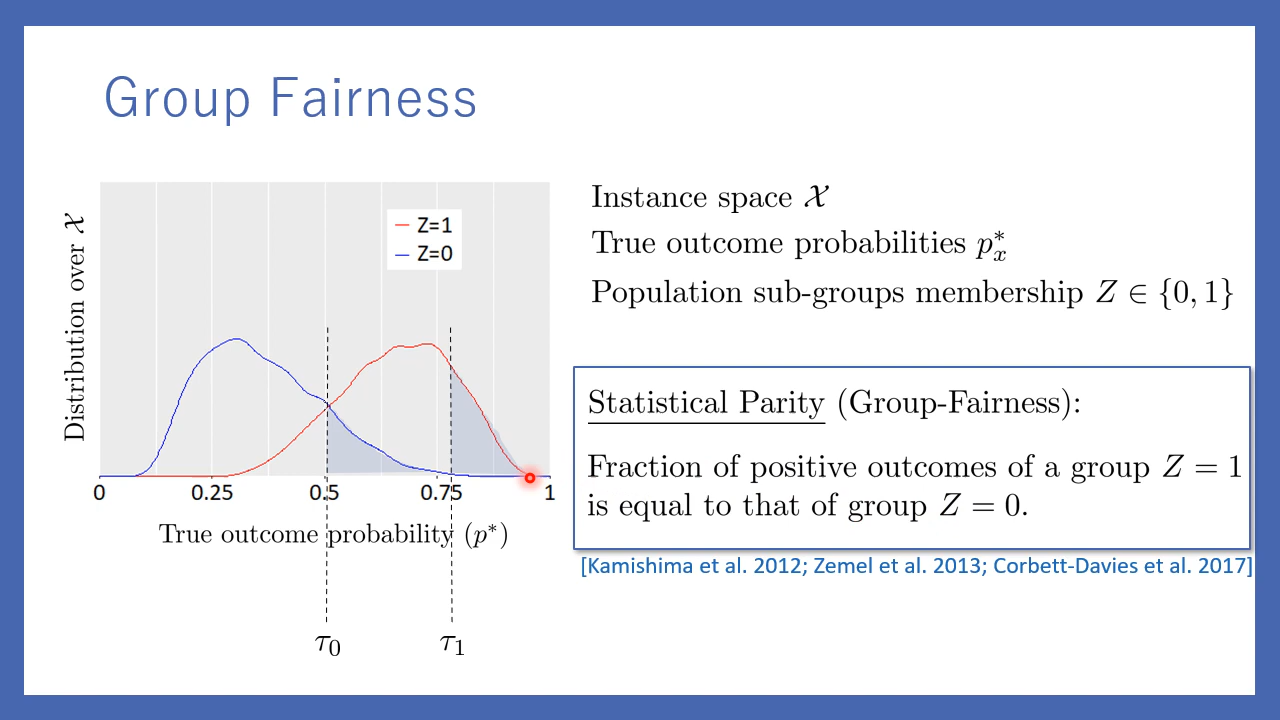 Group Fairness
Distribution over 𝒳
Z=1
Z=0
0 0.25 0.5 0.75 1
True outcome probability (p*)
τ₀ τ₁
Instance space 𝒳
True outcome probabilities p*ₓ
Population sub-groups membership Z ∈ {0, 1}
Statistical Parity (Group-Fairness):
Fraction of positive outcomes of a group Z = 1
is equal to that of group Z = 0.
[Kamishima et al. 2012; Zemel et al. 2013; Corbett-Davies et al. 2017]